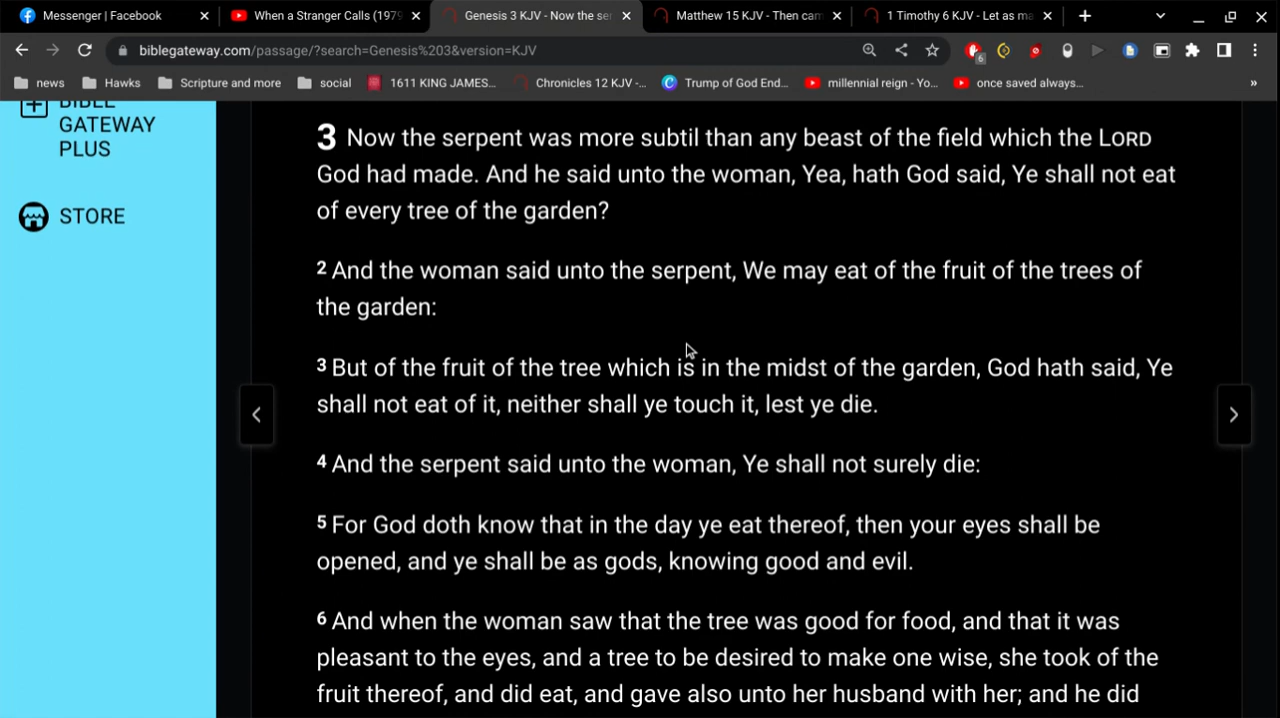 Messenger | Facebook
When a Stranger Calls (1979
Genesis 3 KJV - Now the ser
Matthew 15 KJV - Then cam
1 Timothy 6 KJV - Let as ma
biblegateway.com/passage/?search=Genesis%203&version=KJV
6
news
Hawks
Scripture and more
social
1611 KING JAMES...
Chronicles 12 KJV -...
Trump of God End...
millennial reign - Yo...
once saved always...
»
BIBLE
GATEWAY
PLUS
STORE
3 Now the serpent was more subtil than any beast of the field which the LORD
God had made. And he said unto the woman, Yea, hath God said, Ye shall not eat
of every tree of the garden?
2 And the woman said unto the serpent, We may eat of the fruit of the trees of
the garden:
3 But of the fruit of the tree which is in the midst of the garden, God hath said, Ye
shall not eat of it, neither shall ye touch it, lest ye die.
4 And the serpent said unto the woman, Ye shall not surely die:
5 For God doth know that in the day ye eat thereof, then your eyes shall be
opened, and ye shall be as gods, knowing good and evil.
6 And when the woman saw that the tree was good for food, and that it was
pleasant to the eyes, and a tree to be desired to make one wise, she took of the
fruit thereof, and did eat, and gave also unto her husband with her; and he did